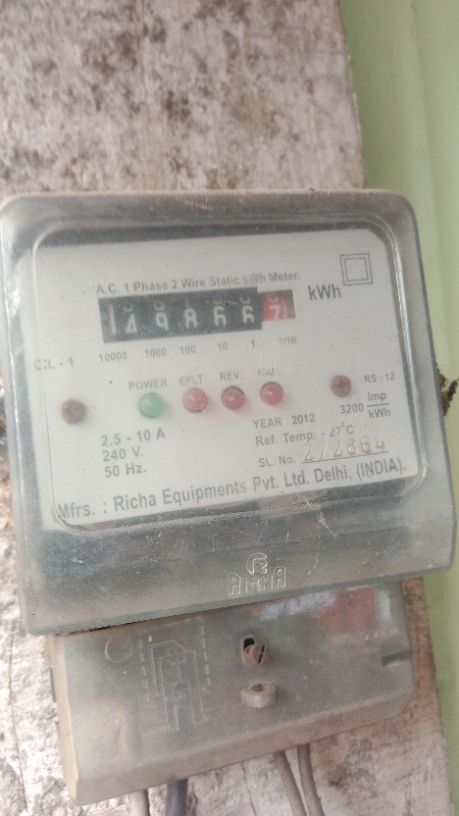 A.C. 1 Phase 2 Wire Static kWh Meter.
1498667 kWh
10000 1000 100 10 1 1/10
POWER EFLT REV. CAL
RS : 12
3200 Imp
kWh
2.5 - 10 A
240 V.
50 Hz.
YEAR : 2012
Ref. Temp. - 27°C
SL. No. 272864
Mfrs. : Richa Equipments Pvt. Ltd. Delhi, (INDIA).
R
RICHA